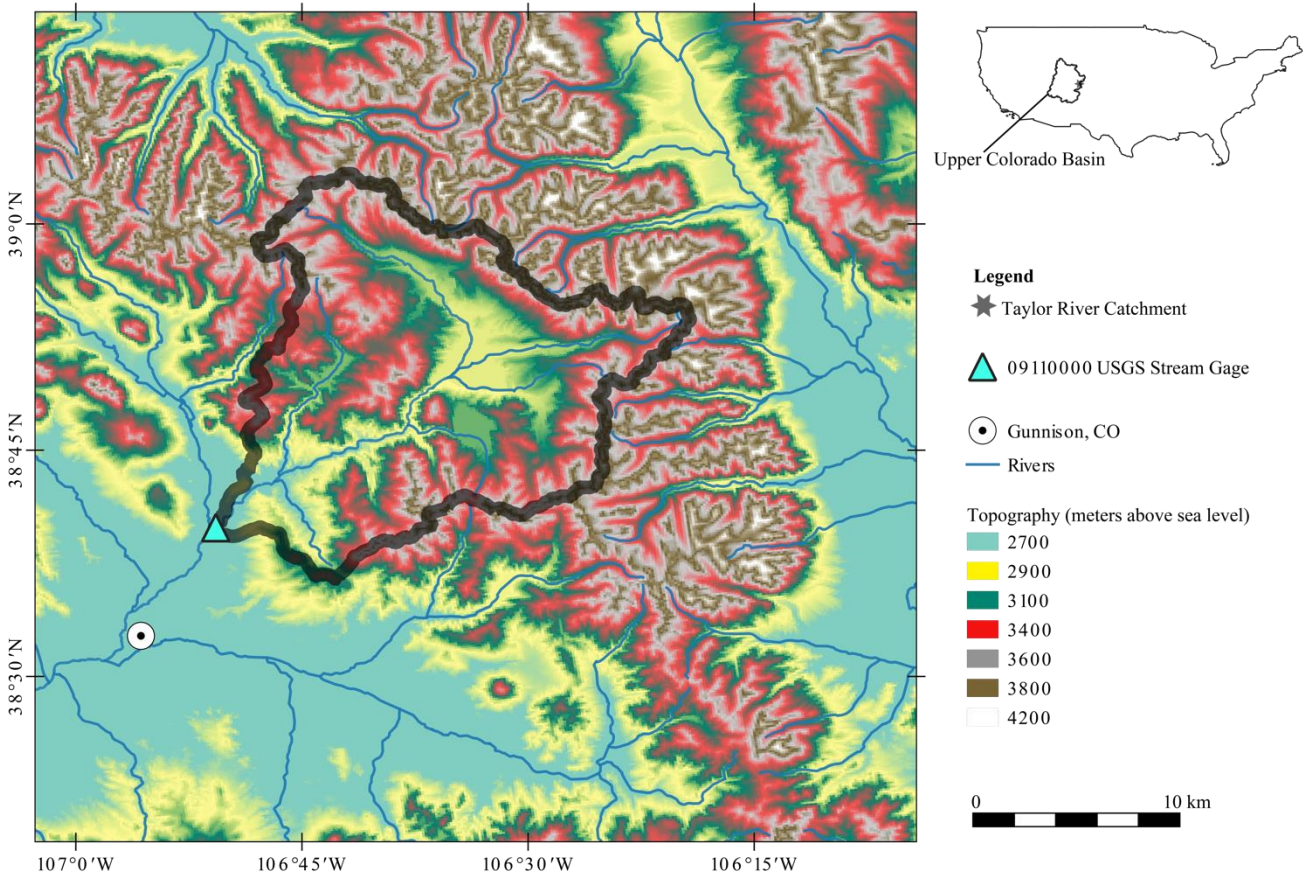 Upper Colorado Basin
39°0'N
38°45'N
38°30'N
107°0'W
106°45'W
106°30'W
106°15'W
Legend
Taylor River Catchment
09110000 USGS Stream Gage
Gunnison, CO
Rivers
Topography (meters above sea level)
2700
2900
3100
3400
3600
3800
4200
0 10 km